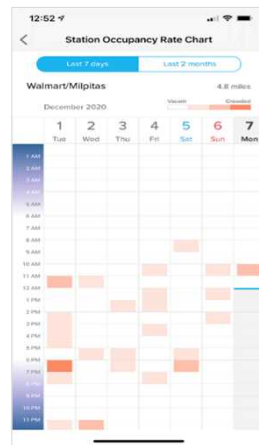 12:52
Station Occupancy Rate Chart
Last 7 days Last 2 months
Walmart/Milpitas 4.8 miles
December 2020 Vacant Crowded
1 2 3 4 5 6 7
Tue Wed Thu Fri Sat Sun Mon
1 AM
2 AM
3 AM
4 AM
5 AM
6 AM
7 AM
8 AM
9 AM
10 AM
11 AM
12 AM
1 PM
2 PM
3 PM
4 PM
5 PM
6 PM
7 PM
8 PM
9 PM
10 PM
11 PM